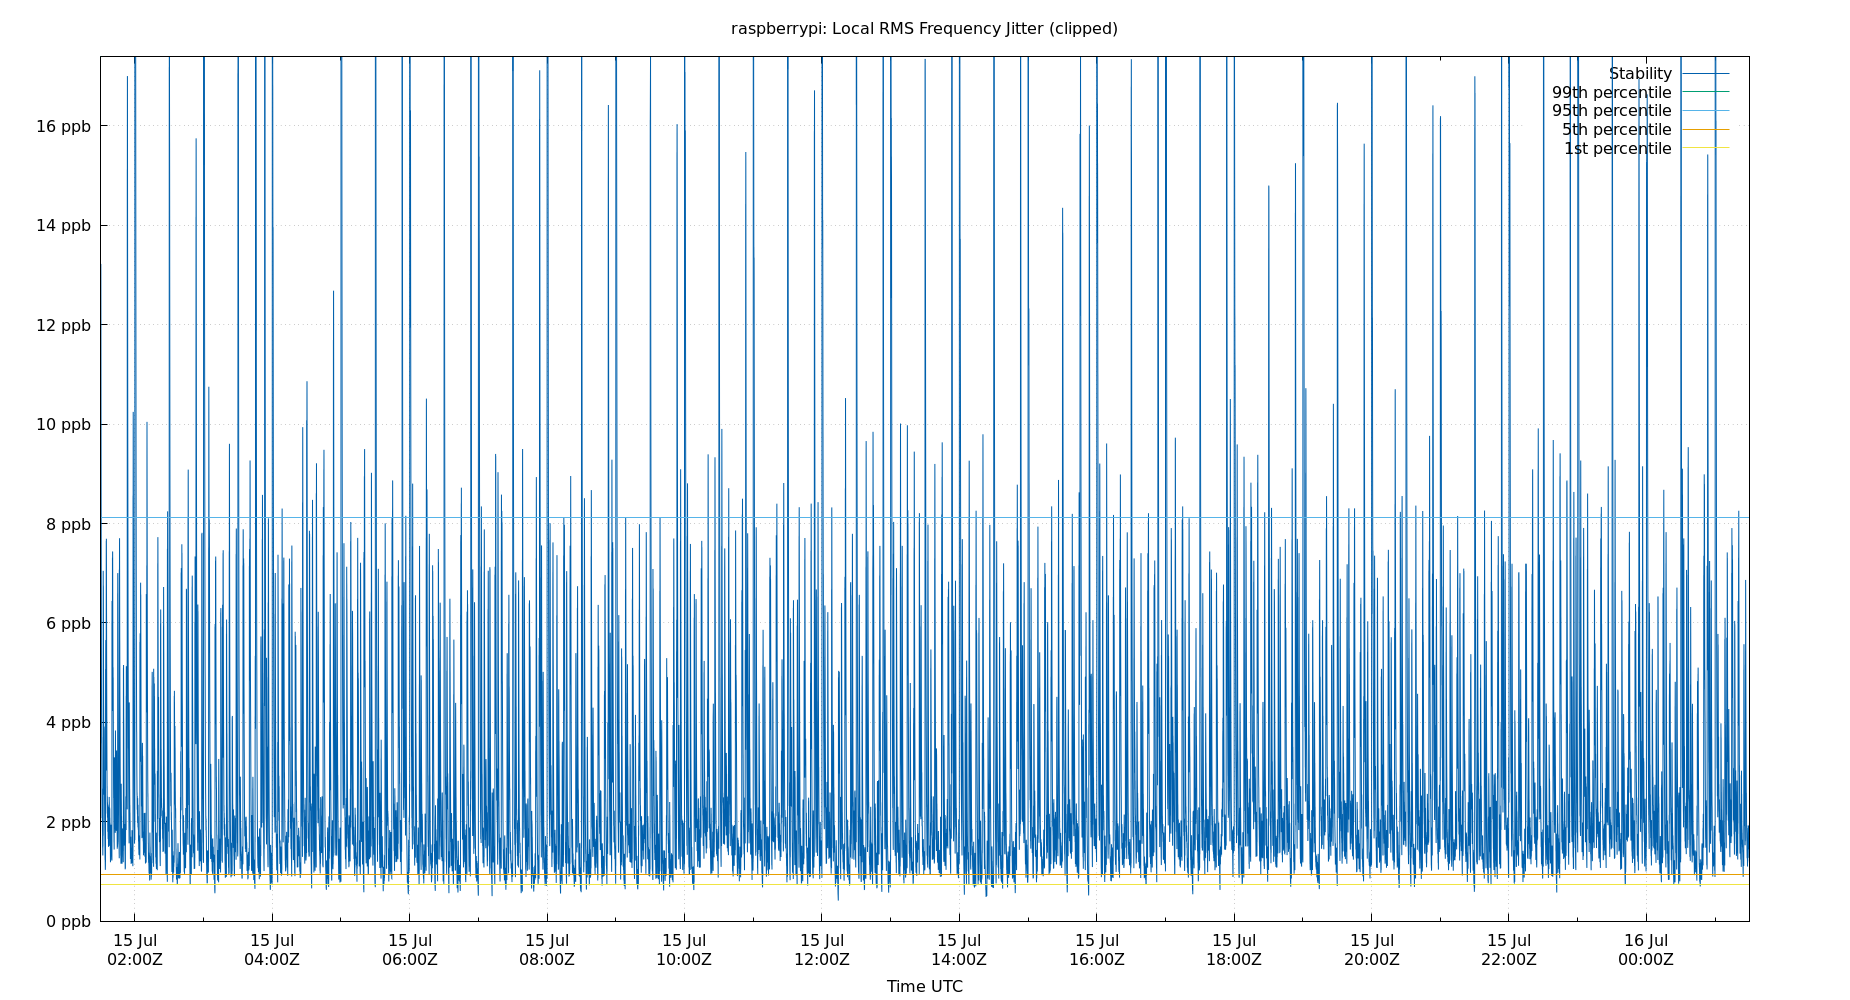 raspberrypi: Local RMS Frequency Jitter (clipped)
Stability
99th percentile
95th percentile
5th percentile
1st percentile
16 ppb
14 ppb
12 ppb
10 ppb
8 ppb
6 ppb
4 ppb
2 ppb
0 ppb
15 Jul 15 Jul 15 Jul 15 Jul 15 Jul 15 Jul 15 Jul 15 Jul 15 Jul 15 Jul 15 Jul 16 Jul
02:00Z 04:00Z 06:00Z 08:00Z 10:00Z 12:00Z 14:00Z 16:00Z 18:00Z 20:00Z 22:00Z 00:00Z
Time UTC